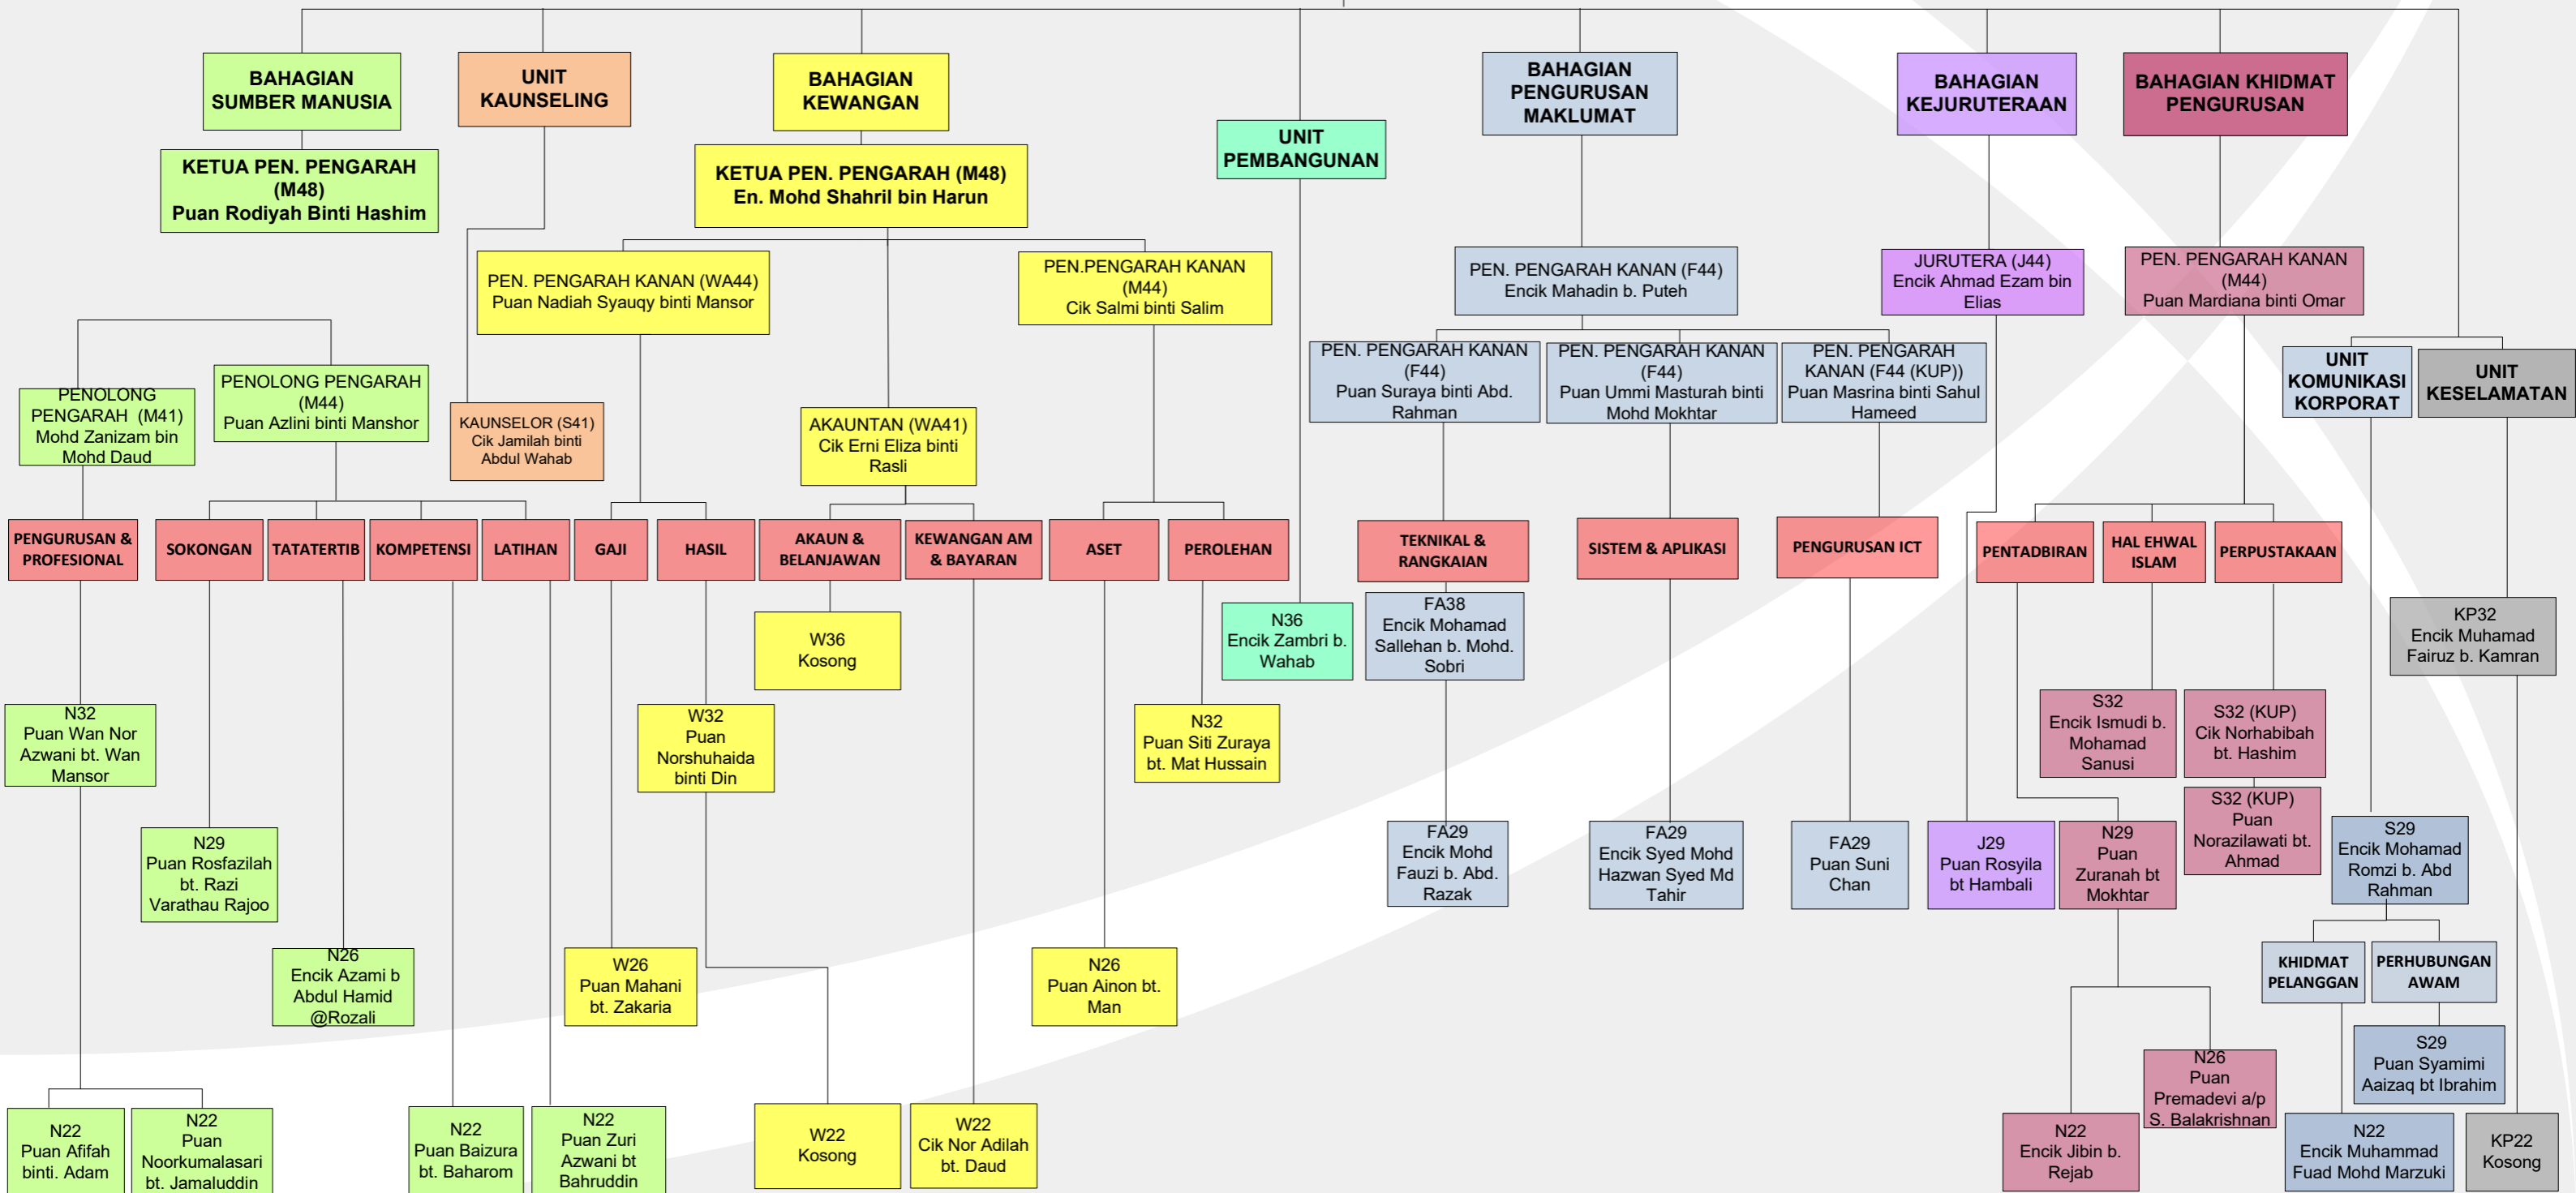 BAHAGIAN
SUMBER MANUSIA
UNIT
KAUNSELING
BAHAGIAN
KEWANGAN
UNIT
PEMBANGUNAN
BAHAGIAN
PENGURUSAN
MAKLUMAT
BAHAGIAN
KEJURUTERAAN
BAHAGIAN KHIDMAT
PENGURUSAN
KETUA PEN. PENGARAH
(M48)
Puan Rodiyah Binti Hashim
KETUA PEN. PENGARAH (M48)
En. Mohd Shahril bin Harun
PEN. PENGARAH KANAN (WA44)
Puan Nadiah Syauqy binti Mansor
PEN.PENGARAH KANAN
(M44)
Cik Salmi binti Salim
PEN. PENGARAH KANAN (F44)
Encik Mahadin b. Puteh
JURUTERA (J44)
Encik Ahmad Ezam bin
Elias
PEN. PENGARAH KANAN
(M44)
Puan Mardiana binti Omar
PENOLONG
PENGARAH (M41)
Mohd Zanizam bin
Mohd Daud
PENOLONG PENGARAH
(M44)
Puan Azlini binti Manshor
KAUNSELOR (S41)
Cik Jamilah binti
Abdul Wahab
AKAUNTAN (WA41)
Cik Erni Eliza binti
Rasli
PEN. PENGARAH KANAN
(F44)
Puan Suraya binti Abd.
Rahman
PEN. PENGARAH KANAN
(F44)
Puan Ummi Masturah binti
Mohd Mokhtar
PEN. PENGARAH
KANAN (F44 (KUP))
Puan Masrina binti Sahul
Hameed
UNIT
KOMUNIKASI
KORPORAT
UNIT
KESELAMATAN
PENGURUSAN &
PROFESIONAL
SOKONGAN
TATATERTIB
KOMPETENSI
LATIHAN
GAJI
HASIL
AKAUN &
BELANJAWAN
KEWANGAN AM
& BAYARAN
ASET
PEROLEHAN
TEKNIKAL &
RANGKAIAN
SISTEM & APLIKASI
PENGURUSAN ICT
PENTADBIRAN
HAL EHWAL
ISLAM
PERPUSTAKAAN
W36
Kosong
N36
Encik Zambri b.
Wahab
FA38
Encik Mohamad
Sallehan b. Mohd.
Sobri
KP32
Encik Muhamad
Fairuz b. Kamran
N32
Puan Wan Nor
Azwani bt. Wan
Mansor
W32
Puan
Norshuhaida
binti Din
N32
Puan Siti Zuraya
bt. Mat Hussain
S32
Encik Ismudi b.
Mohamad
Sanusi
S32 (KUP)
Cik Norhabibah
bt. Hashim
S32 (KUP)
Puan
Norazilawati bt.
Ahmad
N29
Puan Rosfazilah
bt. Razi
Varathau Rajoo
FA29
Encik Mohd
Fauzi b. Abd.
Razak
FA29
Encik Syed Mohd
Hazwan Syed Md
Tahir
FA29
Puan Suni
Chan
J29
Puan Rosyila
bt Hambali
N29
Puan
Zuranah bt
Mokhtar
S29
Encik Mohamad
Romzi b. Abd
Rahman
N26
Encik Azami b
Abdul Hamid
@Rozali
W26
Puan Mahani
bt. Zakaria
N26
Puan Ainon bt.
Man
KHIDMAT
PELANGGAN
PERHUBUNGAN
AWAM
S29
Puan Syamimi
Aaizaq bt Ibrahim
N26
Puan
Premadevi a/p
S. Balakrishnan
N22
Puan Afifah
binti. Adam
N22
Puan
Noorkumalasari
bt. Jamaluddin
N22
Puan Baizura
bt. Baharom
N22
Puan Zuri
Azwani bt
Bahruddin
W22
Kosong
W22
Cik Nor Adilah
bt. Daud
N22
Encik Jibin b.
Rejab
N22
Encik Muhammad
Fuad Mohd Marzuki
KP22
Kosong